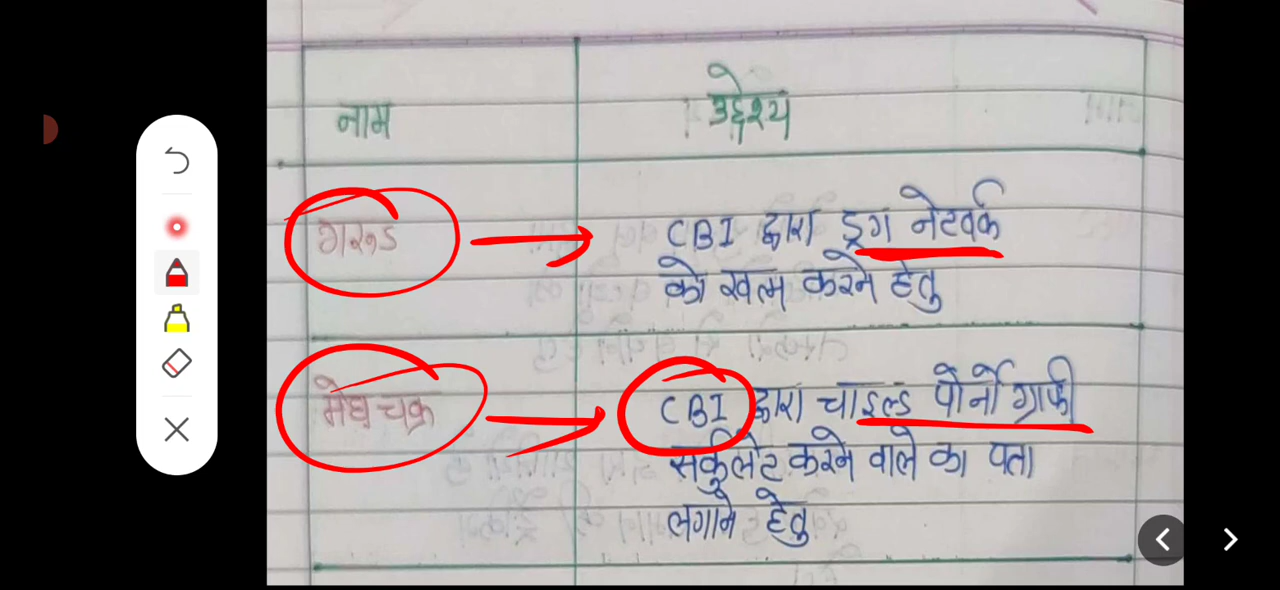 नाम
उद्देश्य
गरुड
CBI द्वारा ड्रग नेटवर्क
को खत्म करने हेतु
मेघ चक्र
CBI द्वारा चाइल्ड पोर्नो ग्राफी
सर्कुलेट करने वाले का पता
लगाने हेतु